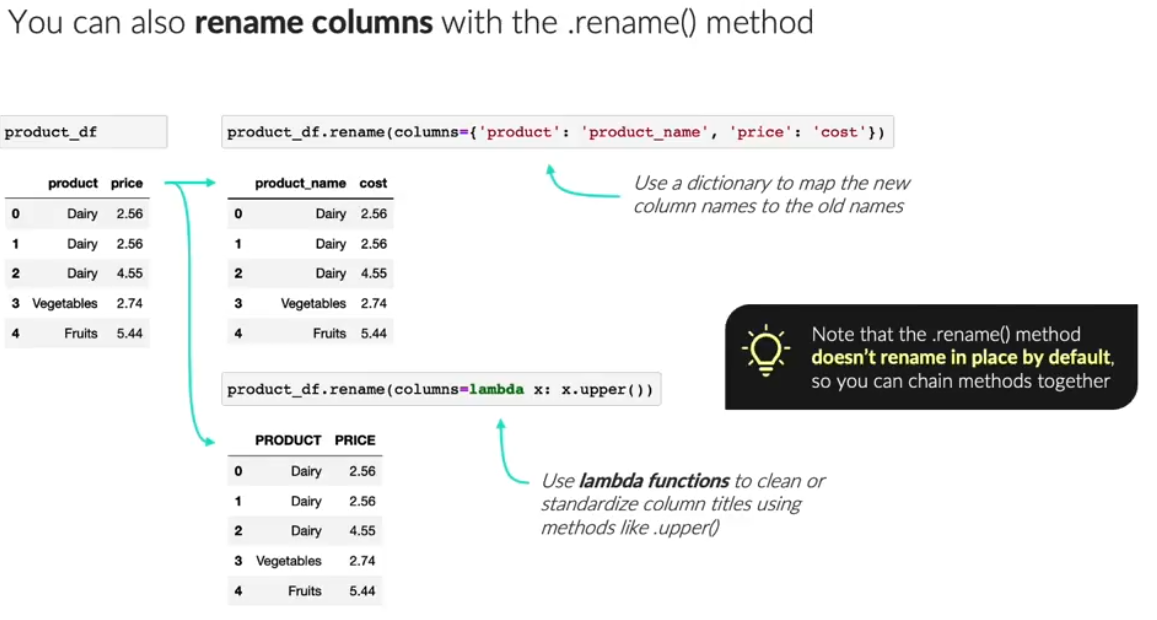 You can also rename columns with the .rename() method
product_df
product price
0 Dairy 2.56
1 Dairy 2.56
2 Dairy 4.55
3 Vegetables 2.74
4 Fruits 5.44
product_df.rename(columns={'product': 'product_name', 'price': 'cost'})
product_name cost
0 Dairy 2.56
1 Dairy 2.56
2 Dairy 4.55
3 Vegetables 2.74
4 Fruits 5.44
Use a dictionary to map the new
column names to the old names
Note that the .rename() method
doesn't rename in place by default,
so you can chain methods together
product_df.rename(columns=lambda x: x.upper())
PRODUCT PRICE
0 Dairy 2.56
1 Dairy 2.56
2 Dairy 4.55
3 Vegetables 2.74
4 Fruits 5.44
Use lambda functions to clean or
standardize column titles using
methods like .upper()